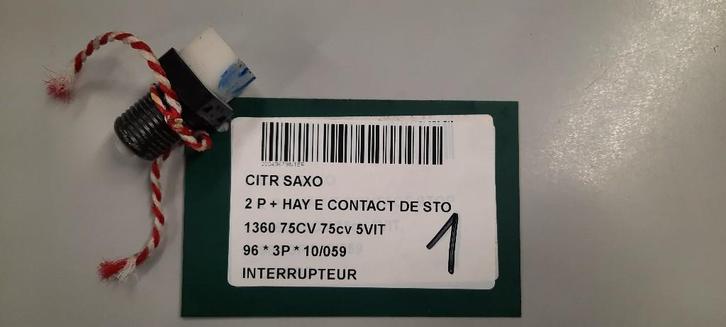 CITR SAXO
2 P + HAY E CONTACT DE STO
1360 75CV 75cv 5VIT
96 * 3P * 10/059
INTERRUPTEUR
1